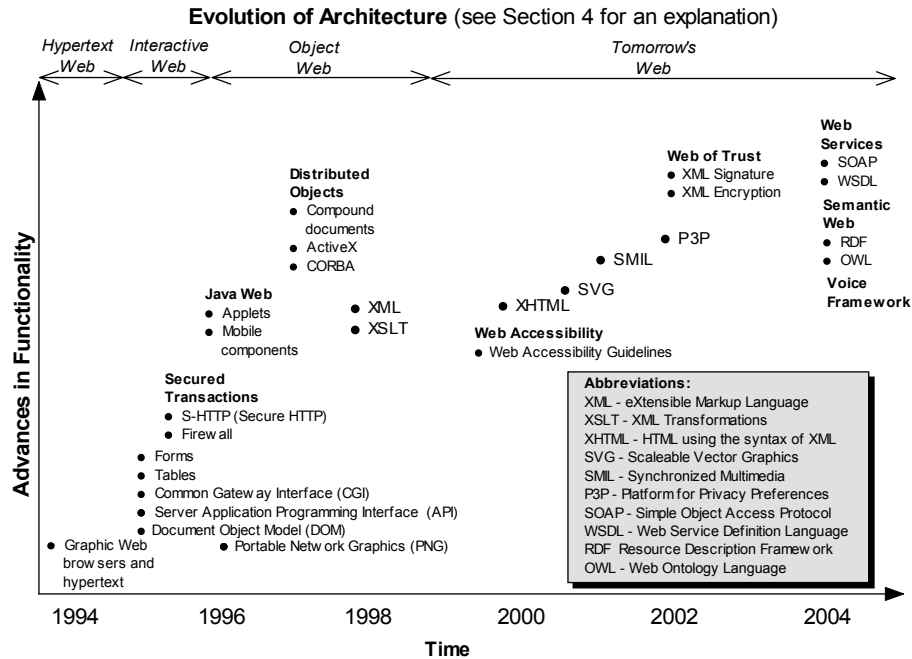 Evolution of Architecture (see Section 4 for an explanation)
Hypertext
Web
Interactive
Web
Object
Web
Tomorrow's
Web
Advances in Functionality
Web
Services
• SOAP
• WSDL
Semantic
Web
• RDF
• OWL
Voice
Framework
Web of Trust
• XML Signature
• XML Encryption
• P3P
• SMIL
• SVG
• XHTML
Distributed
Objects
• Compound
documents
• ActiveX
• CORBA
Java Web
• Applets
• Mobile
components
• XML
• XSLT
Web Accessibility
• Web Accessibility Guidelines
Secured
Transactions
• S-HTTP (Secure HTTP)
• Firewall
• Forms
• Tables
• Common Gateway Interface (CGI)
• Server Application Programming Interface (API)
• Document Object Model (DOM)
• Graphic Web
browsers and
hypertext
• Portable Network Graphics (PNG)
Abbreviations:
XML - eXtensible Markup Language
XSLT - XML Transformations
XHTML - HTML using the syntax of XML
SVG - Scaleable Vector Graphics
SMIL - Synchronized Multimedia
P3P - Platform for Privacy Preferences
SOAP - Simple Object Access Protocol
WSDL - Web Service Definition Language
RDF Resource Description Framework
OWL - Web Ontology Language
1994 1996 1998 2000 2002 2004
Time